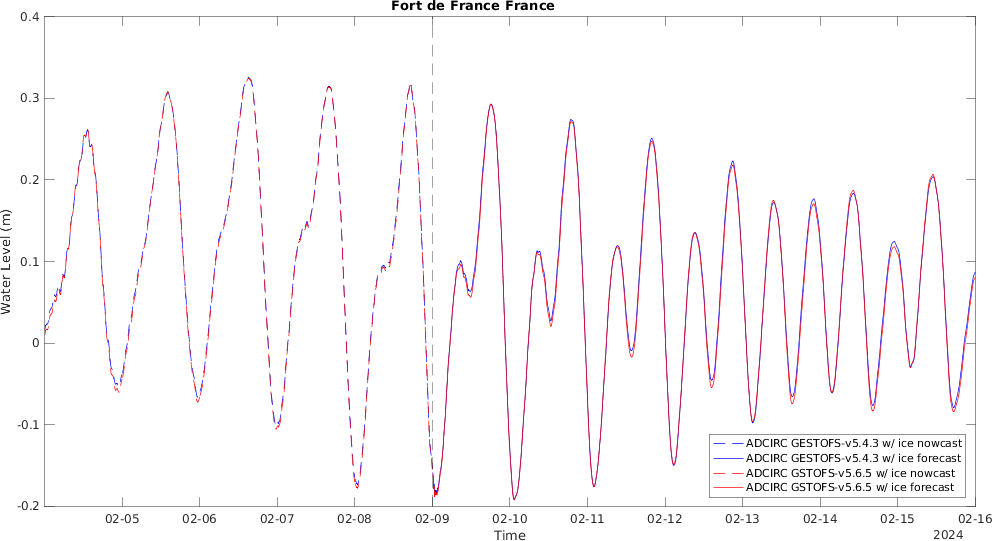 Fort de France France
0.4
0.3
0.2
0.1
0
-0.1
-0.2
Water Level (m)
ADCIRC GESTOFS-v5.4.3 w/ ice nowcast
ADCIRC GESTOFS-v5.4.3 w/ ice forecast
ADCIRC GSTOFS-v5.6.5 w/ ice nowcast
ADCIRC GSTOFS-v5.6.5 w/ ice forecast
02-05 02-06 02-07 02-08 02-09 02-10 02-11 02-12 02-13 02-14 02-15 02-16
Time
2024